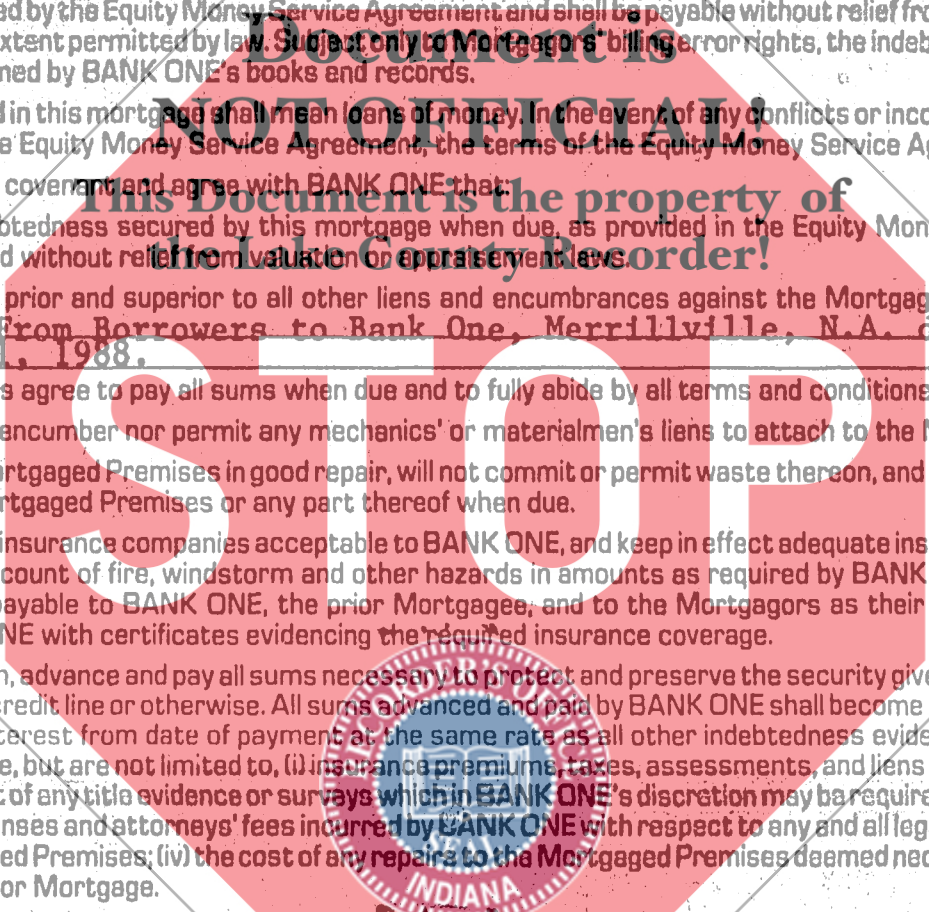 ed by the Equity Money Service Agreement and shall be payable without relief fro
xtent permitted by law. Subject only to Mortgagors' billing error rights, the indeb
ned by BANK ONE's books and records.
Document is
NOT OFFICIAL!
This Document is the property of
the Lake County Recorder!
d in this mortgage shall mean loans of money. In the event of any conflicts or inco
e Equity Money Service Agreement, the terms of the Equity Money Service Ag
covenant and agree with BANK ONE that:
btedness secured by this mortgage when due, as provided in the Equity Mon
d without relief from valuation or appraisement laws.
prior and superior to all other liens and encumbrances against the Mortgag
From Borrowers to Bank One, Merrillville, N.A.
1, 1988.
STOP
s agree to pay all sums when due and to fully abide by all terms and conditions
encumber nor permit any mechanics' or materialmen's liens to attach to the
rtgaged Premises in good repair, will not commit or permit waste thereon, and
rtgaged Premises or any part thereof when due.
insurance companies acceptable to BANK ONE, and keep in effect adequate ins
count of fire, windstorm and other hazards in amounts as required by BANK
payable to BANK ONE, the prior Mortgagee, and to the Mortgagors as their
NE with certificates evidencing the required insurance coverage.
n, advance and pay all sums necessary to protect and preserve the security give
credit line or otherwise. All sums advanced and paid by BANK ONE shall become
terest from date of payment at the same rate as all other indebtedness evide
e, but are not limited to, (i) insurance premiums, taxes, assessments, and liens
t of any title evidence or surveys which in BANK ONE's discretion may be require
nses and attorneys' fees incurred by BANK ONE with respect to any and all leg
ed Premises; (iv) the cost of any repairs to the Mortgaged Premises deemed nec
or Mortgage.
RECORDER'S OFFICE
SEAL
INDIANA